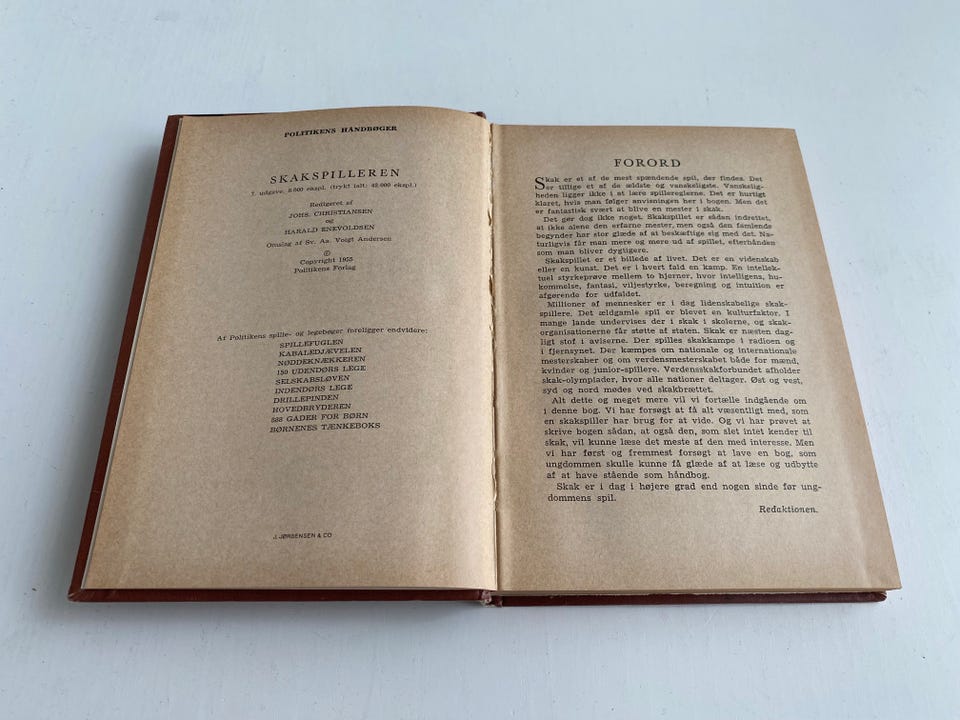 POLITIKENS HÅNDBØGER
SKAKSPILLEREN
7. udgave. 8.000 ekspl. (trykt ialt: 42.000 ekspl.)
Redigeret af
JOHS. CHRISTIANSEN
og
HARALD ENEVOLDSEN
Omslag af Sv. Aa. Voigt Andersen
©
Copyright 1955
Politikens Forlag
Af Politikens spille- og legebøger foreligger endvidere:
SPILLEFUGLEN
KABALEDJÆVELEN
NØDDEKNÆKKEREN
150 UDENDØRS LEGE
SELSKABSLØVEN
INDENDØRS LEGE
DRILLEPINDEN
HOVEDBRYDEREN
888 GÅDER FOR BØRN
BØRNENES TÆNKEBOKS
J. JØRGENSEN & CO
FORORD
Skak er et af de mest spændende spil, der findes. Det
er tillige et af de ældste og vanskeligste. Vanskelig-
heden ligger ikke i at lære spillereglerne. Det er hurtigt
klaret, hvis man følger anvisningen her i bogen. Men det
er fantastisk svært at blive en mester i skak.
Det gør dog ikke noget. Skakspillet er sådan indrettet,
at ikke alene den erfarne mester, men også den famlende
begynder har stor glæde af at beskæftige sig med det. Na-
turligvis får man mere og mere ud af spillet, efterhånden
som man bliver dygtigere.
Skakspillet er et billede af livet. Det er en videnskab
eller en kunst. Det er i hvert fald en kamp. En intellek-
tuel styrkeprøve mellem to hjerner, hvor intelligens, hu-
kommelse, fantasi, viljestyrke, beregning og intuition er
afgørende for udfaldet.
Millioner af mennesker er i dag lidenskabelige skak-
spillere. Det ældgamle spil er blevet en kulturfaktor. I
mange lande undervises der i skak i skolerne, og skak-
organisationerne får støtte af staten. Skak er næsten dag-
ligt stof i aviserne. Der spilles skakkamp i radioen og
i fjernsynet. Der kæmpes om nationale og internationale
mesterskaber og om verdensmesterskabet både for mænd,
kvinder og junior-spillere. Verdensskakforbundet afholder
skak-olympiader, hvor alle nationer deltager. Øst og vest,
syd og nord mødes ved skakbrættet.
Alt dette og meget mere vil vi fortælle indgående om
i denne bog. Vi har forsøgt at få alt væsentligt med, som
en skakspiller har brug for at vide. Og vi har prøvet at
skrive bogen sådan, at også den, som slet intet kender til
skak, vil kunne læse det meste af den med interesse. Men
vi har først og fremmest forsøgt at lave en bog, som
ungdommen skulle kunne få glæde af at læse og udbytte
af at have stående som håndbog.
Skak er i dag i højere grad end nogen sinde før ung-
dommens spil.
Redaktionen.